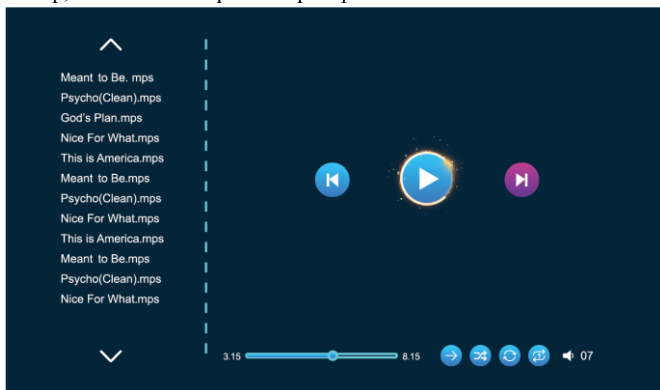 Meant to Be. mps
Psycho(Clean).mps
God's Plan.mps
Nice For What.mps
This is America.mps
Meant to Be.mps
Psycho(Clean).mps
Nice For What.mps
This is America.mps
Meant to Be.mps
Psycho(Clean).mps
Nice For What.mps
3.15 8.15 07